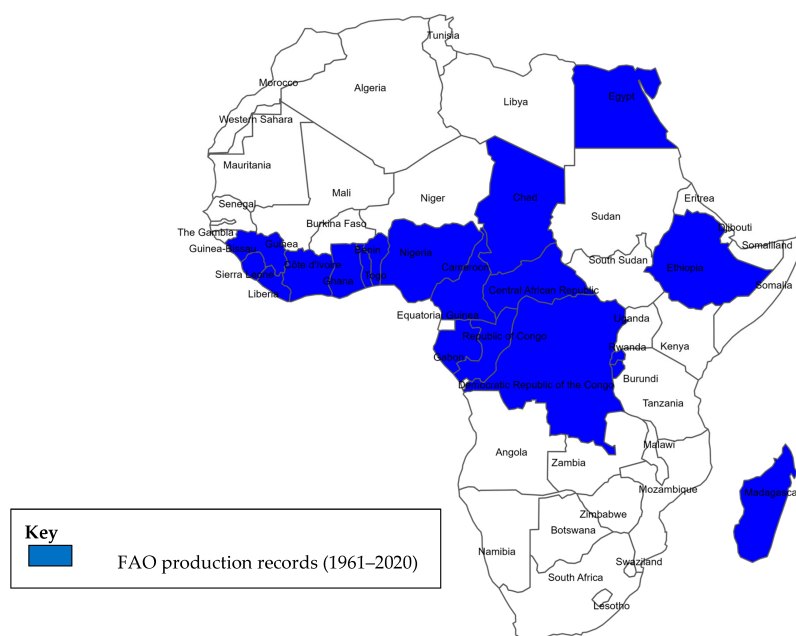 Tunisia
Morocco
Algeria
Libya
Egypt
Western Sahara
Mauritania
Mali
Niger
Chad
Sudan
Eritrea
Senegal
The Gambia
Burkina Faso
Djibouti
Guinea-Bissau
Guinea
Benin
Nigeria
Somaliland
Sierra Leone
Côte d'Ivoire
Ghana
Togo
Cameroon
South Sudan
Ethiopia
Somalia
Liberia
Central African Republic
Equatorial Guinea
Uganda
Republic of Congo
Gabon
Rwanda
Kenya
Democratic Republic of the Congo
Burundi
Tanzania
Angola
Zambia
Malawi
Mozambique
Madagascar
Zimbabwe
Botswana
Namibia
Swaziland
South Africa
Lesotho
Key
FAO production records (1961–2020)